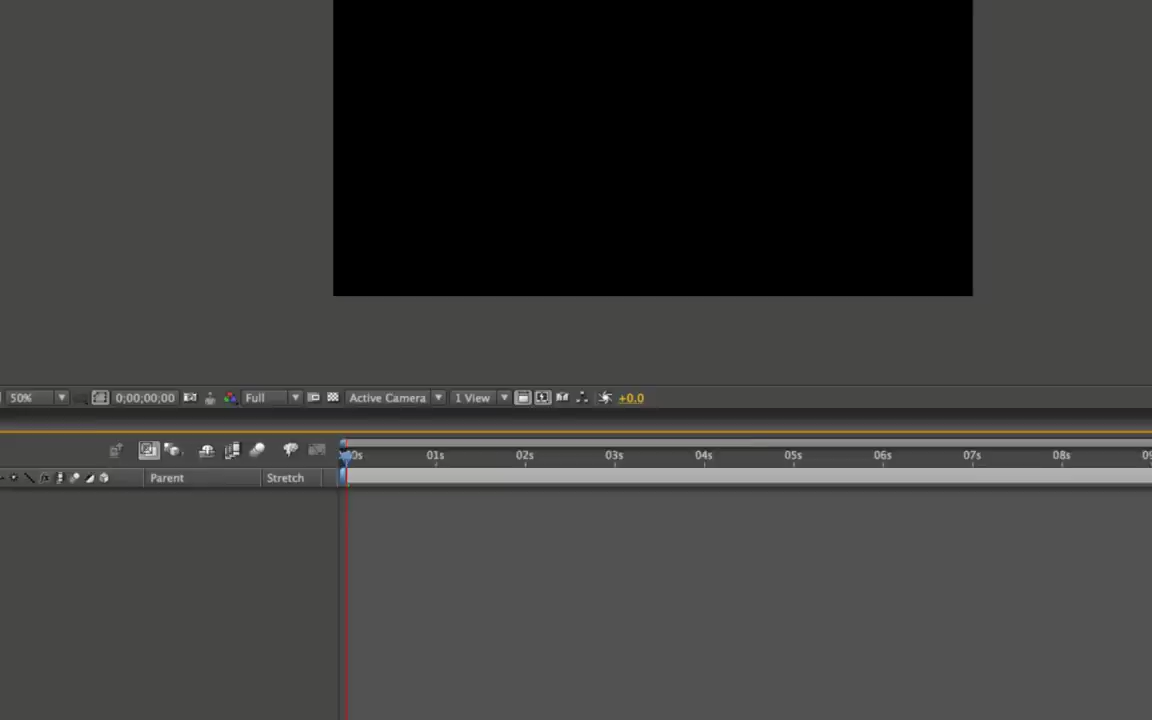 50% 0;00;00;00 Full Active Camera 1 View +0.0
01s 02s 03s 04s 05s 06s 07s 08s
Parent Stretch